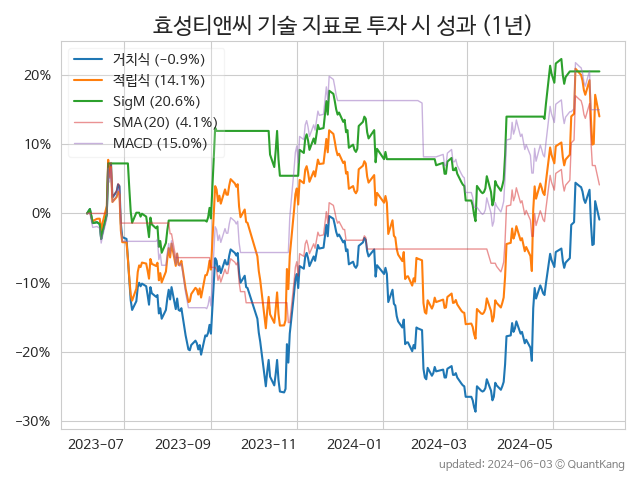 효성티앤씨 기술 지표로 투자 시 성과 (1년)
거치식 (−0.9%)
적립식 (14.1%)
SigM (20.6%)
SMA(20) (4.1%)
MACD (15.0%)
20%
10%
0%
−10%
−20%
−30%
2023-07 2023-09 2023-11 2024-01 2024-03 2024-05
updated: 2024-06-03 ⓒ QuantKang